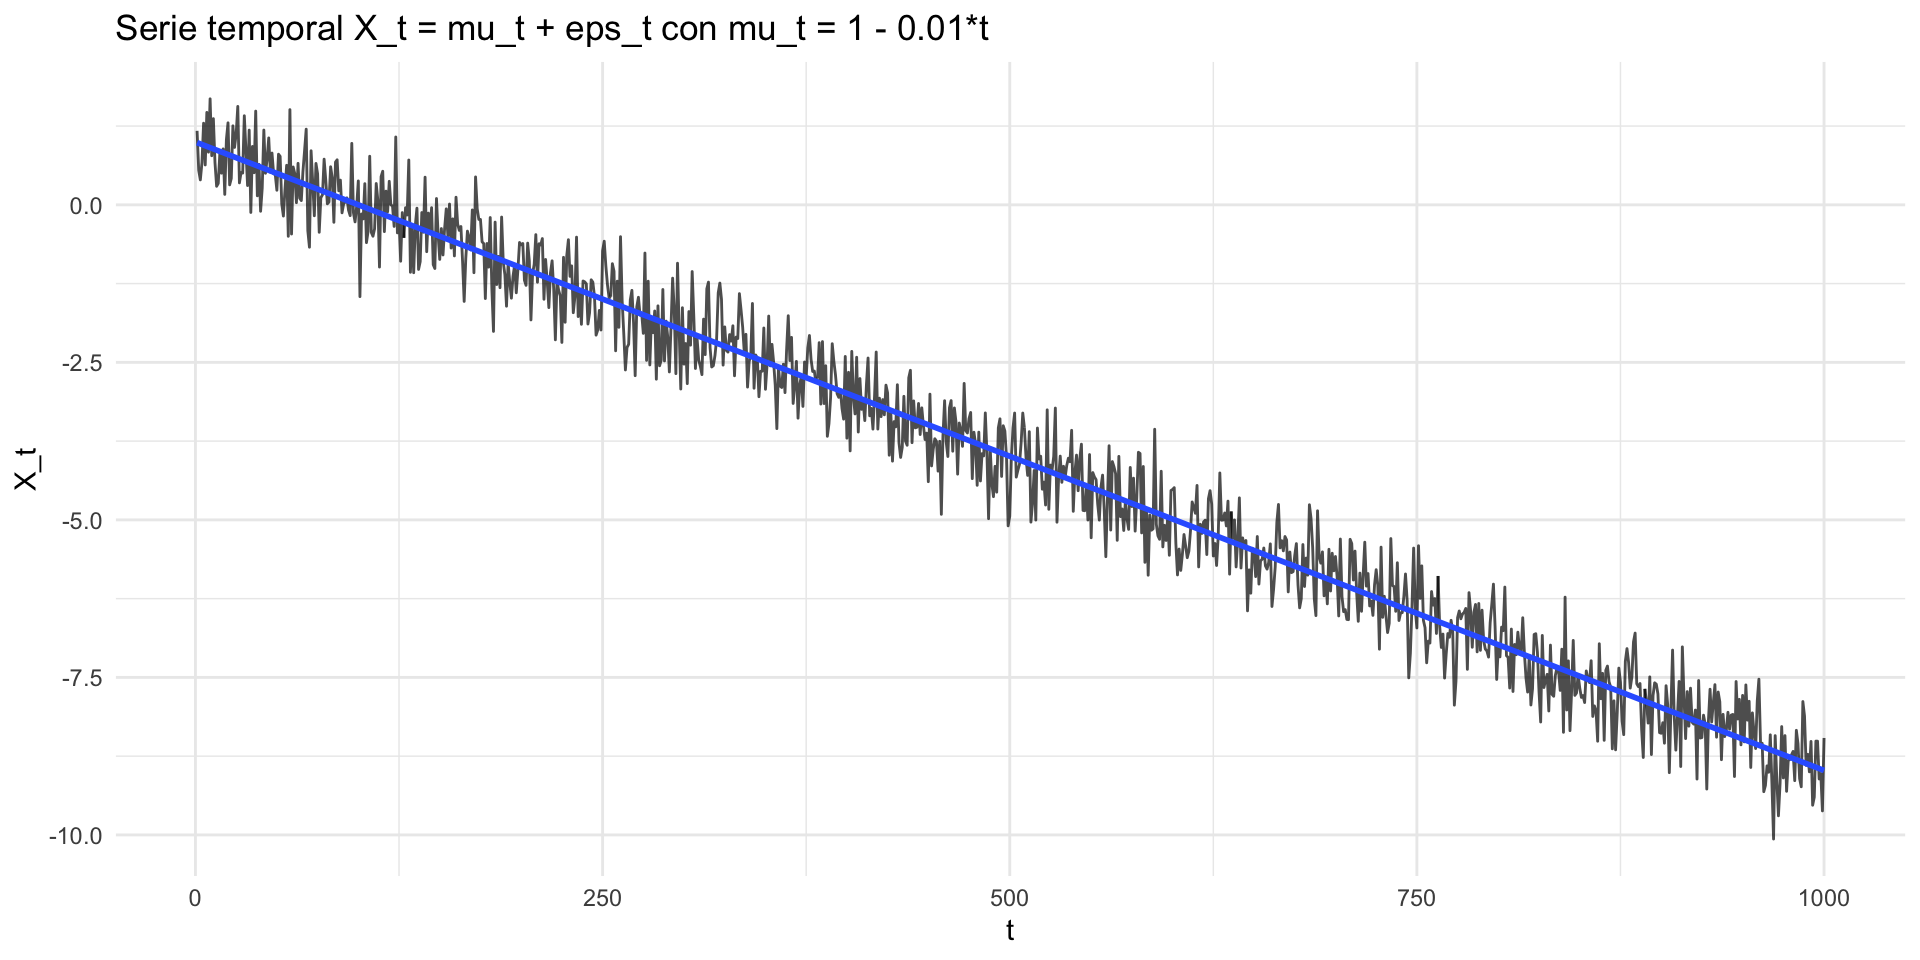 Serie temporal X_t = mu_t + eps_t con mu_t = 1 - 0.01*t
X_t
0.0
-2.5
-5.0
-7.5
-10.0
0 250 500 750 1000
t